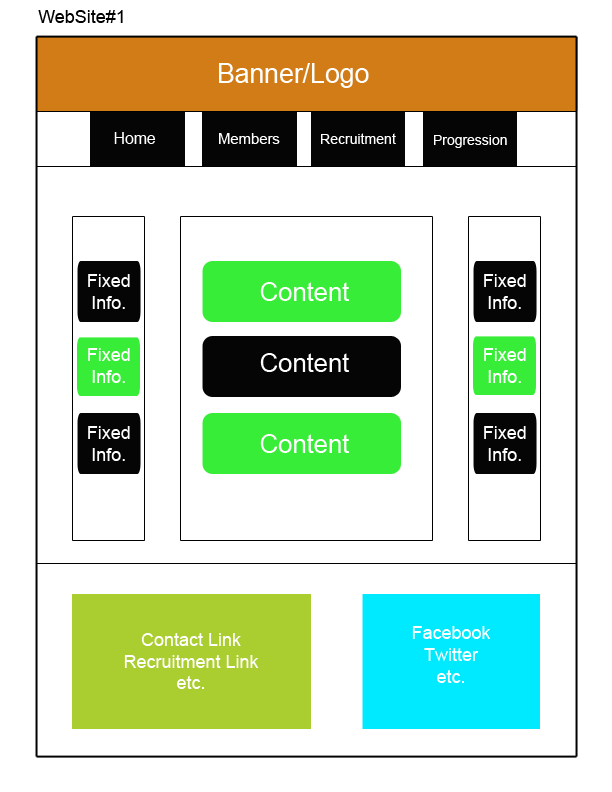 WebSite#1
Banner/Logo
Home Members Recruitment Progression
Fixed
Info.
Fixed
Info.
Fixed
Info.
Content
Content
Content
Fixed
Info.
Fixed
Info.
Fixed
Info.
Contact Link
Recruitment Link
etc.
Facebook
Twitter
etc.